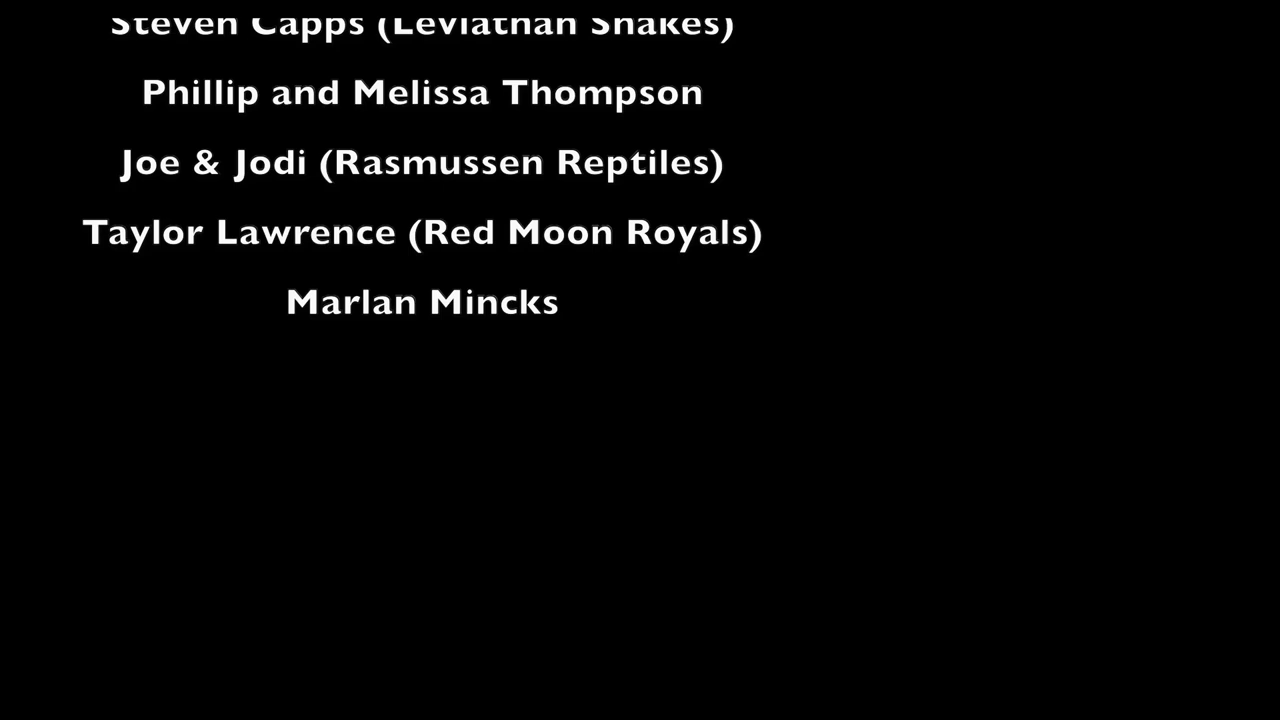 Steven Capps (Leviathan Snakes)
Phillip and Melissa Thompson
Joe & Jodi (Rasmussen Reptiles)
Taylor Lawrence (Red Moon Royals)
Marlan Mincks